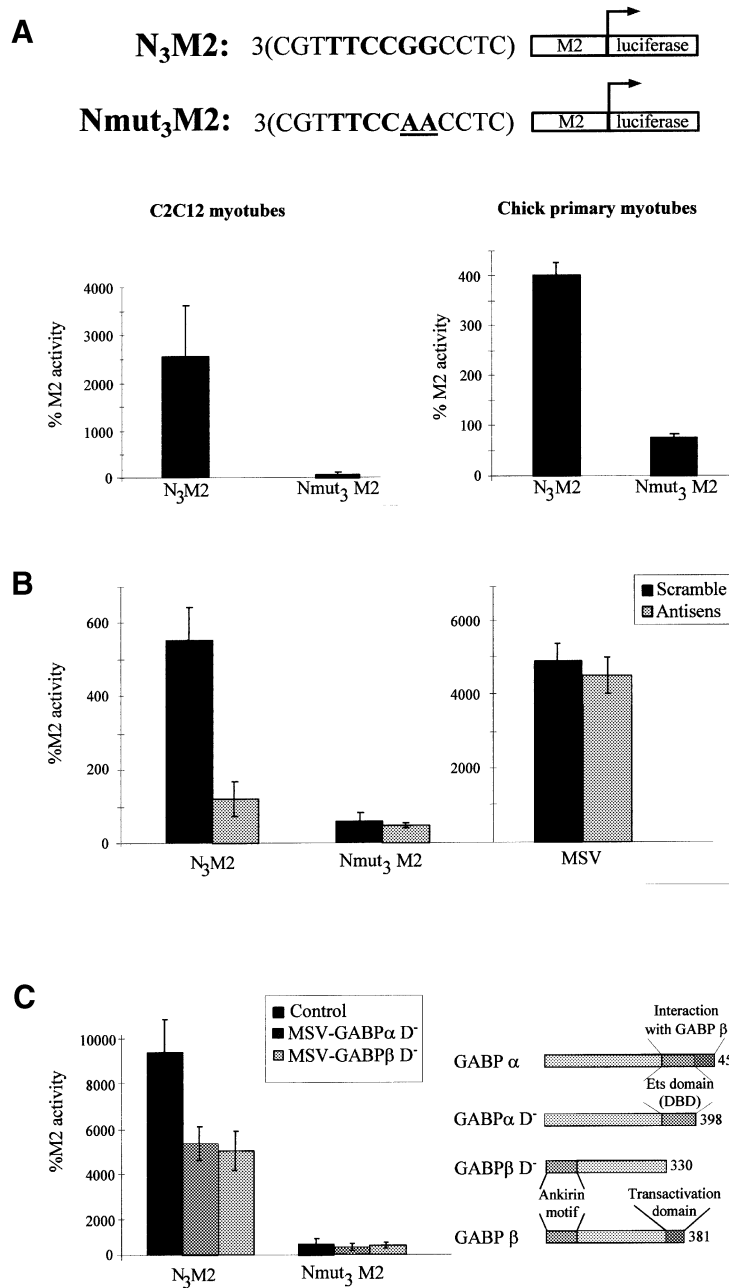 A
N3M2: 3(CGTTTCCGGCCTC) M2 luciferase
Nmut3M2: 3(CGTTTCCAACCTC) M2 luciferase
C2C12 myotubes
Chick primary myotubes
% M2 activity
4000
3000
2000
1000
0
N3M2
Nmut3 M2
% M2 activity
400
300
200
100
0
N3M2
Nmut3 M2
B
%M2 activity
600
400
200
0
N3M2
Nmut3 M2
6000
4000
2000
MSV
Scramble
Antisens
C
%M2 activity
10000
8000
6000
4000
2000
0
N3M2
Nmut3 M2
Control
MSV-GABPα D-
MSV-GABPβ D-
Interaction
with GABP β
GABP α
Ets domain
(DBD)
GABPα D- 398
GABPβ D- 330
Ankirin
motif
Transactivation
domain
GABP β 381